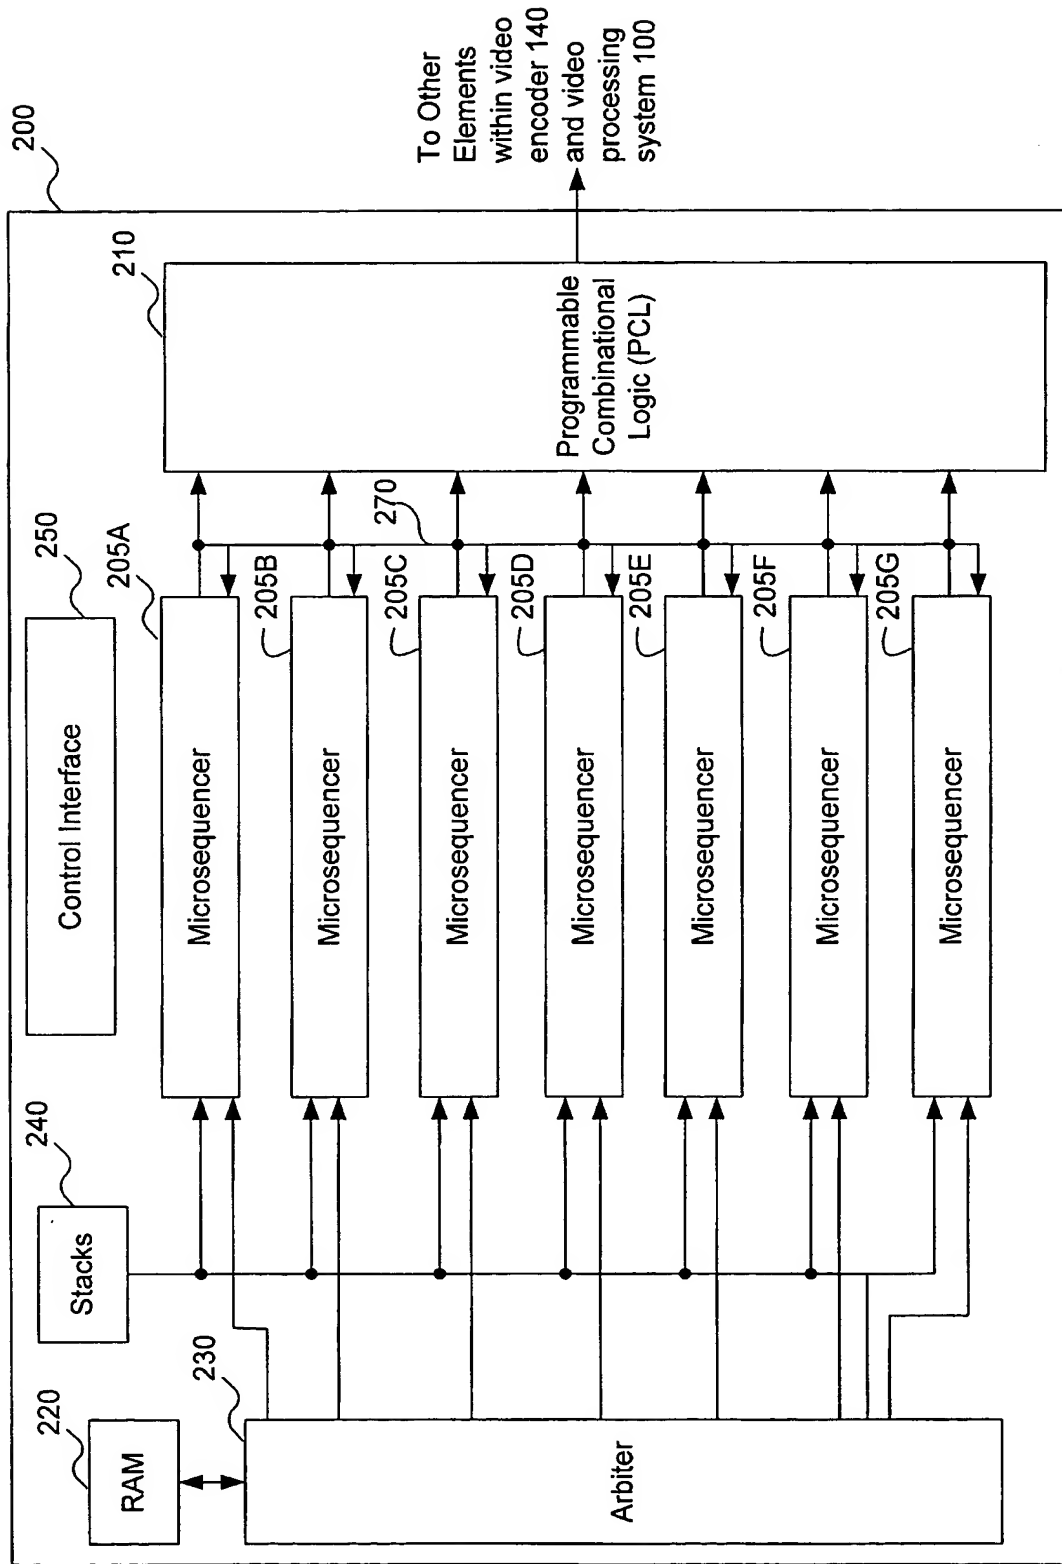 200
220
RAM
230
Arbiter
240
Stacks
250
Control Interface
205A
Microsequencer
205B
Microsequencer
205C
Microsequencer
205D
Microsequencer
205E
Microsequencer
205F
Microsequencer
205G
Microsequencer
270
210
Programmable
Combinational
Logic (PCL)
To Other
Elements
within video
encoder 140
and video
processing
system 100